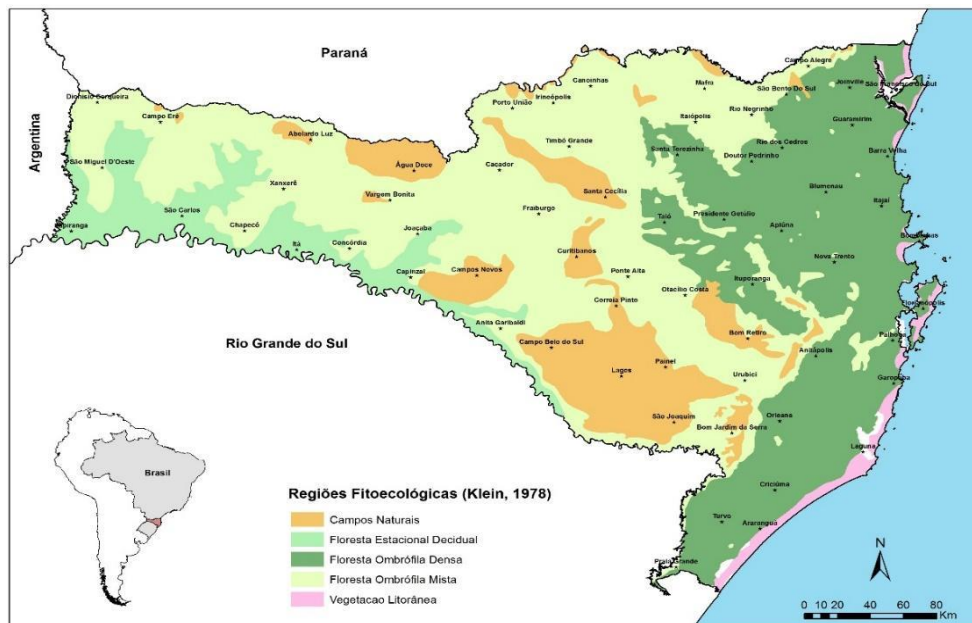 Paraná
Argentina
Rio Grande do Sul
Dionísio Cerqueira
Campo Erê
Abelardo Luz
São Miguel D'Oeste
Xanxerê
Água Doce
Vargem Bonita
São Carlos
Chapecó
Itá
Concórdia
Joaçaba
Capinzal
Campos Novos
Porto União
Irineópolis
Canoinhas
Mafra
Campo Alegre
São Bento Do Sul
Joinville
São Francisco do Sul
Rio Negrinho
Itaiópolis
Guaramirim
Timbó Grande
Santa Terezinha
Rio dos Cedros
Doutor Pedrinho
Barra Velha
Caçador
Santa Cecília
Fraiburgo
Taió
Presidente Getúlio
Blumenau
Itajaí
Apiúna
Curitibanos
Ponte Alta
Nova Trento
Ituporanga
Otacílio Costa
Correia Pinto
Florianópolis
Anita Garibaldi
Campo Belo do Sul
Bom Retiro
Palhoça
Anitápolis
Painel
Lages
Urubici
Garopaba
São Joaquim
Bom Jardim da Serra
Orleans
Laguna
Criciúma
Turvo
Araranguá
Praia Grande
Brasil
Regiões Fitoecológicas (Klein, 1978)
Campos Naturais
Floresta Estacional Decidual
Floresta Ombrófila Densa
Floresta Ombrófila Mista
Vegetacao Litorânea
N
0 10 20 40 60 80
Km